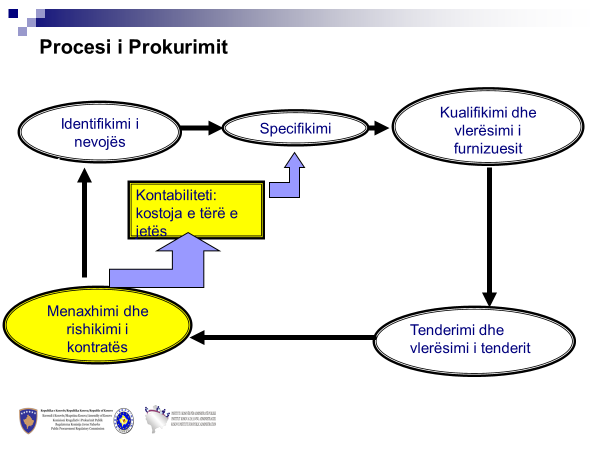 Procesi i Prokurimit
Identifikimi i
nevojës
Specifikimi
Kualifikimi dhe
vlerësimi i
furnizuesit
Kontabiliteti:
kostoja e tërë e
jetës
Menaxhimi dhe
rishikimi i
kontratës
Tenderimi dhe
vlerësimi i tenderit